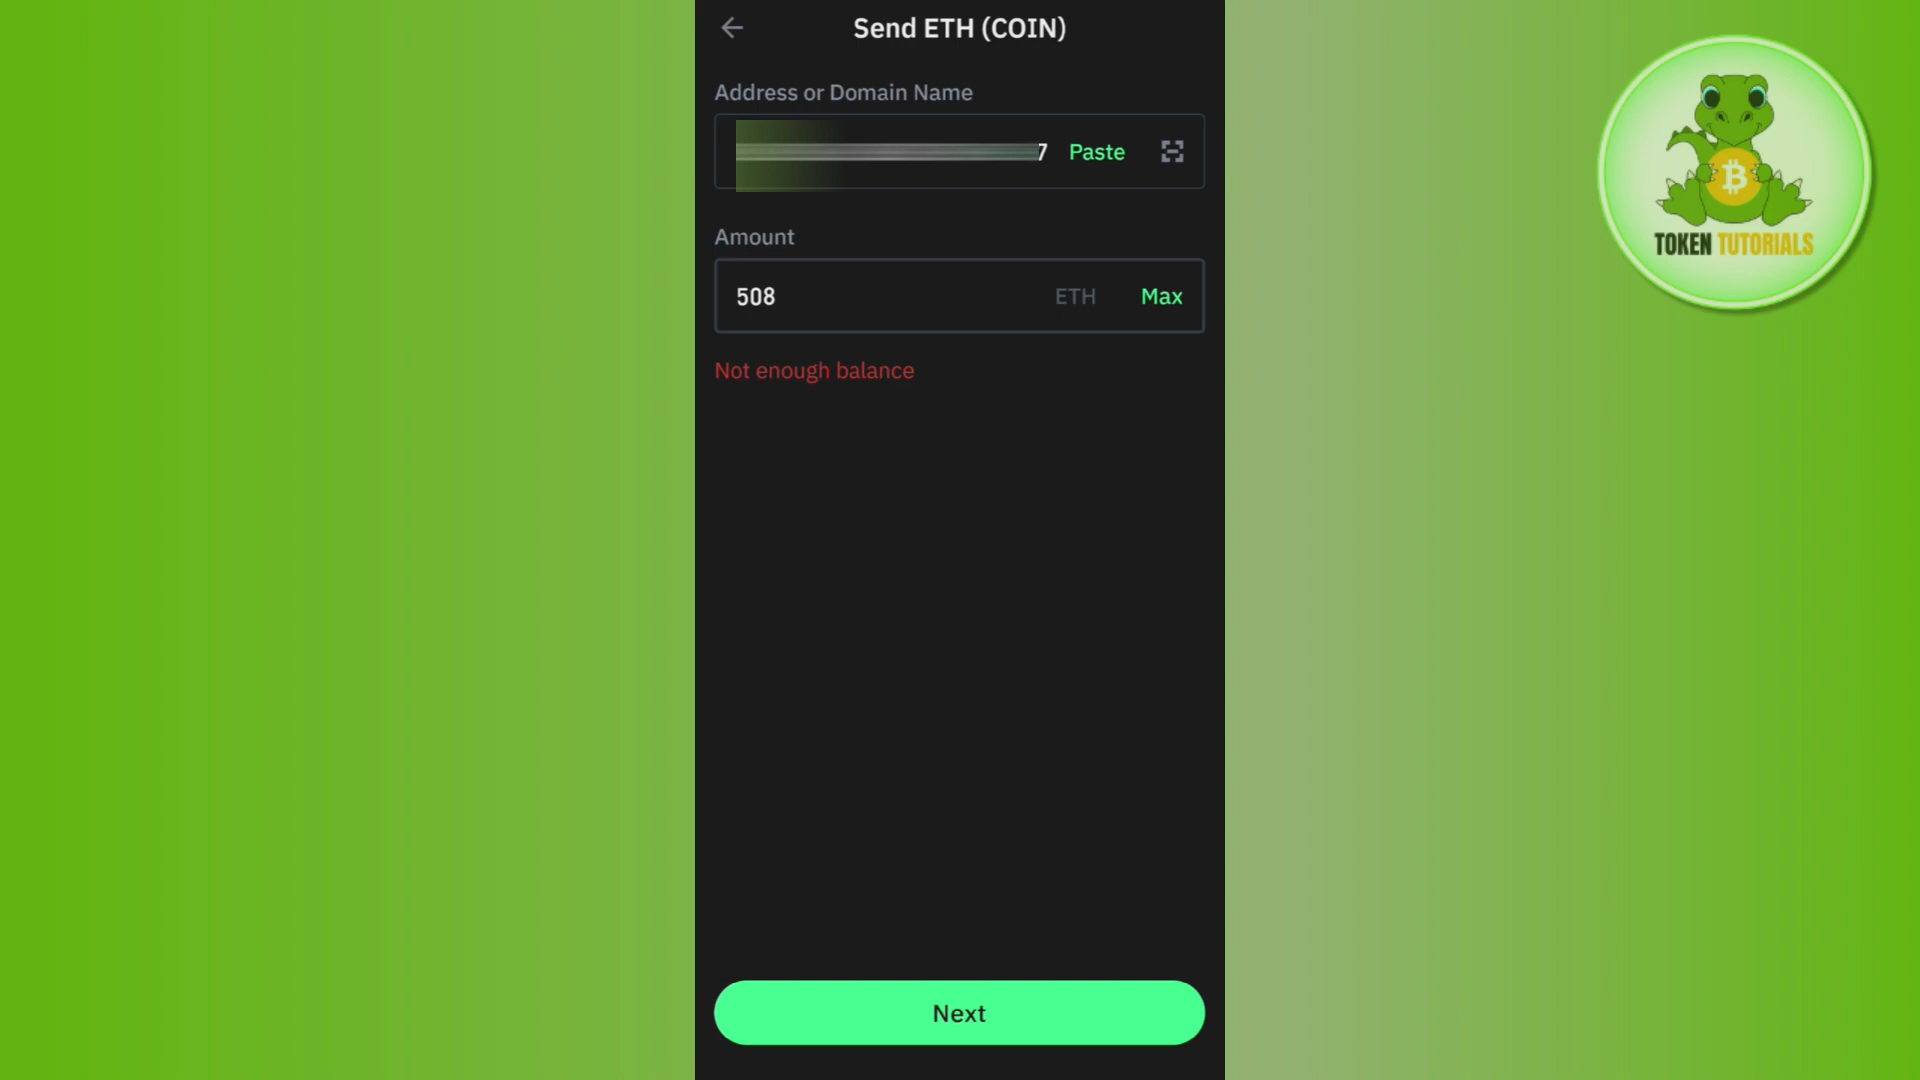 Send ETH (COIN)
Address or Domain Name
7 Paste
Amount
508 ETH Max
Not enough balance
Next
TOKEN TUTORIALS